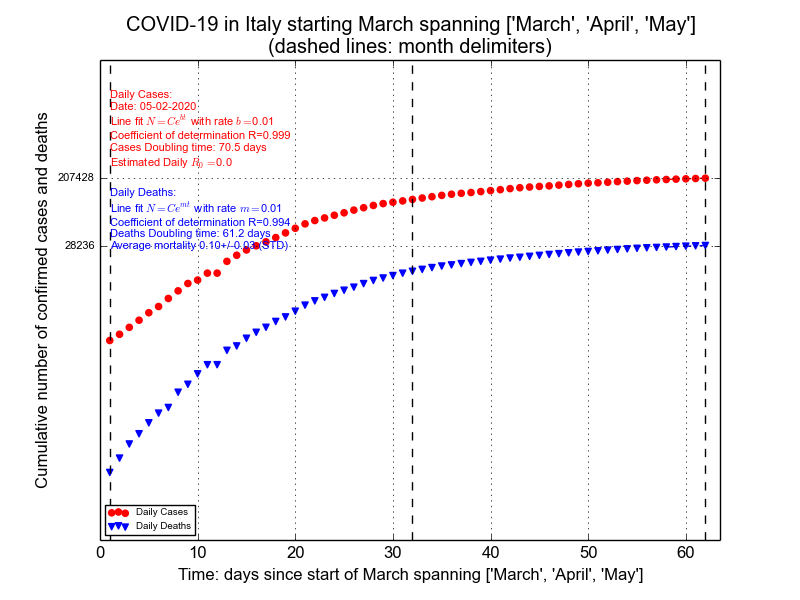 COVID-19 in Italy starting March spanning ['March', 'April', 'May']
(dashed lines: month delimiters)
Daily Cases:
Date: 05-02-2020
Line fit N = Ce^{bt} with rate b =0.01
Coefficient of determination R=0.999
Cases Doubling time: 70.5 days
Estimated Daily R_0 =0.0
207428
Daily Deaths:
Line fit N = Ce^{mt} with rate m =0.01
Coefficient of determination R=0.994
Deaths Doubling time: 61.2 days
Average mortality 0.10+/-0.03 (STD)
28236
Cumulative number of confirmed cases and deaths
Daily Cases
Daily Deaths
0 10 20 30 40 50 60
Time: days since start of March spanning ['March', 'April', 'May']